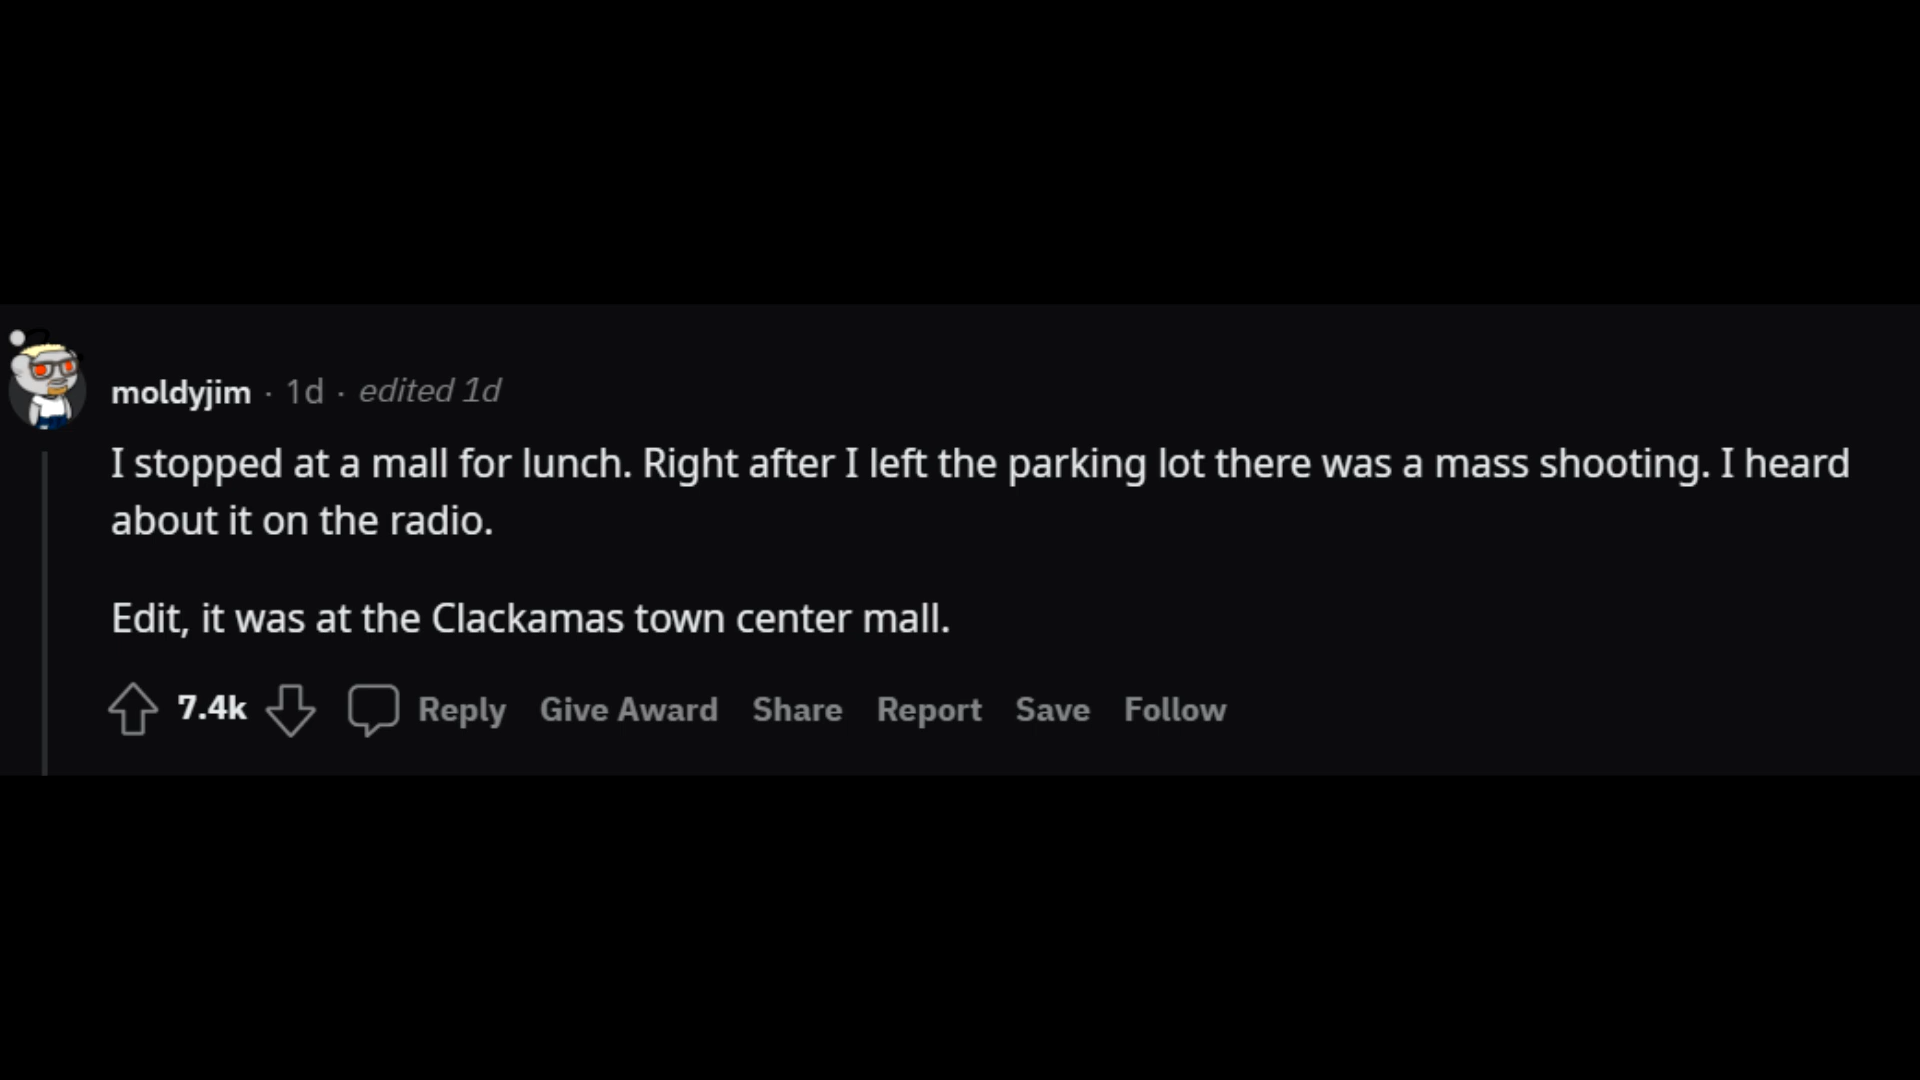 moldyjim · 1d · edited 1d
I stopped at a mall for lunch. Right after I left the parking lot there was a mass shooting. I heard
about it on the radio.
Edit, it was at the Clackamas town center mall.
7.4k Reply Give Award Share Report Save Follow